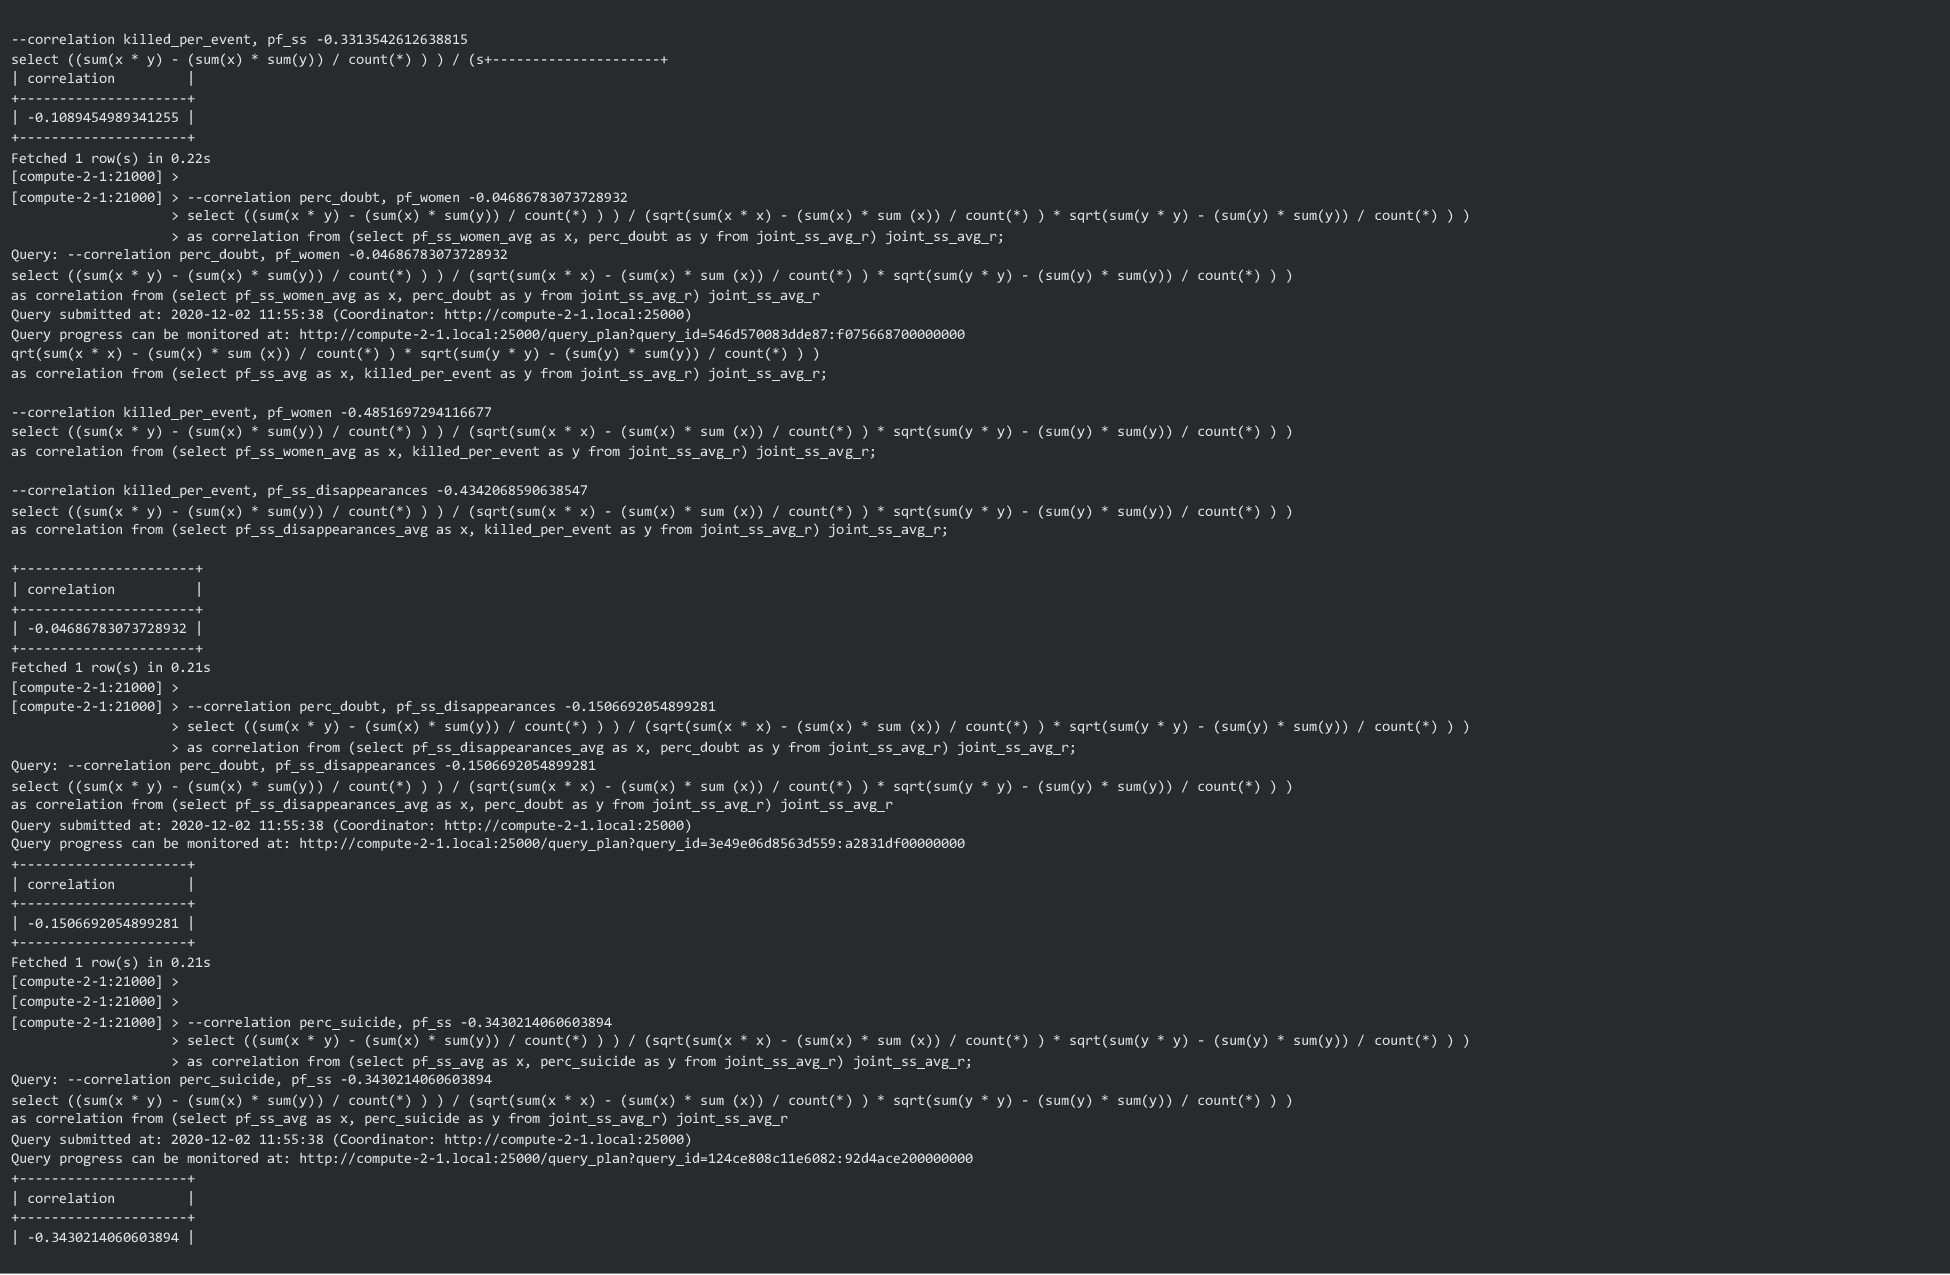 --correlation killed_per_event, pf_ss -0.3313542612638815
select ((sum(x * y) - (sum(x) * sum(y)) / count(*) ) ) / (s+---------------------+
| correlation         |
+---------------------+
| -0.1089454989341255 |
+---------------------+
Fetched 1 row(s) in 0.22s
[compute-2-1:21000] >
[compute-2-1:21000] > --correlation perc_doubt, pf_women -0.04686783073728932
                    > select ((sum(x * y) - (sum(x) * sum(y)) / count(*) ) ) / (sqrt(sum(x * x) - (sum(x) * sum (x)) / count(*) ) * sqrt(sum(y * y) - (sum(y) * sum(y)) / count(*) ) )
                    > as correlation from (select pf_ss_women_avg as x, perc_doubt as y from joint_ss_avg_r) joint_ss_avg_r;
Query: --correlation perc_doubt, pf_women -0.04686783073728932
select ((sum(x * y) - (sum(x) * sum(y)) / count(*) ) ) / (sqrt(sum(x * x) - (sum(x) * sum (x)) / count(*) ) * sqrt(sum(y * y) - (sum(y) * sum(y)) / count(*) ) )
as correlation from (select pf_ss_women_avg as x, perc_doubt as y from joint_ss_avg_r) joint_ss_avg_r
Query submitted at: 2020-12-02 11:55:38 (Coordinator: http://compute-2-1.local:25000)
Query progress can be monitored at: http://compute-2-1.local:25000/query_plan?query_id=546d570083dde87:f075668700000000
qrt(sum(x * x) - (sum(x) * sum (x)) / count(*) ) * sqrt(sum(y * y) - (sum(y) * sum(y)) / count(*) ) )
as correlation from (select pf_ss_avg as x, killed_per_event as y from joint_ss_avg_r) joint_ss_avg_r;

--correlation killed_per_event, pf_women -0.4851697294116677
select ((sum(x * y) - (sum(x) * sum(y)) / count(*) ) ) / (sqrt(sum(x * x) - (sum(x) * sum (x)) / count(*) ) * sqrt(sum(y * y) - (sum(y) * sum(y)) / count(*) ) )
as correlation from (select pf_ss_women_avg as x, killed_per_event as y from joint_ss_avg_r) joint_ss_avg_r;

--correlation killed_per_event, pf_ss_disappearances -0.4342068590638547
select ((sum(x * y) - (sum(x) * sum(y)) / count(*) ) ) / (sqrt(sum(x * x) - (sum(x) * sum (x)) / count(*) ) * sqrt(sum(y * y) - (sum(y) * sum(y)) / count(*) ) )
as correlation from (select pf_ss_disappearances_avg as x, killed_per_event as y from joint_ss_avg_r) joint_ss_avg_r;

+----------------------+
| correlation          |
+----------------------+
| -0.04686783073728932 |
+----------------------+
Fetched 1 row(s) in 0.21s
[compute-2-1:21000] >
[compute-2-1:21000] > --correlation perc_doubt, pf_ss_disappearances -0.1506692054899281
                    > select ((sum(x * y) - (sum(x) * sum(y)) / count(*) ) ) / (sqrt(sum(x * x) - (sum(x) * sum (x)) / count(*) ) * sqrt(sum(y * y) - (sum(y) * sum(y)) / count(*) ) )
                    > as correlation from (select pf_ss_disappearances_avg as x, perc_doubt as y from joint_ss_avg_r) joint_ss_avg_r;
Query: --correlation perc_doubt, pf_ss_disappearances -0.1506692054899281
select ((sum(x * y) - (sum(x) * sum(y)) / count(*) ) ) / (sqrt(sum(x * x) - (sum(x) * sum (x)) / count(*) ) * sqrt(sum(y * y) - (sum(y) * sum(y)) / count(*) ) )
as correlation from (select pf_ss_disappearances_avg as x, perc_doubt as y from joint_ss_avg_r) joint_ss_avg_r
Query submitted at: 2020-12-02 11:55:38 (Coordinator: http://compute-2-1.local:25000)
Query progress can be monitored at: http://compute-2-1.local:25000/query_plan?query_id=3e49e06d8563d559:a2831df00000000
+---------------------+
| correlation         |
+---------------------+
| -0.1506692054899281 |
+---------------------+
Fetched 1 row(s) in 0.21s
[compute-2-1:21000] >
[compute-2-1:21000] >
[compute-2-1:21000] > --correlation perc_suicide, pf_ss -0.3430214060603894
                    > select ((sum(x * y) - (sum(x) * sum(y)) / count(*) ) ) / (sqrt(sum(x * x) - (sum(x) * sum (x)) / count(*) ) * sqrt(sum(y * y) - (sum(y) * sum(y)) / count(*) ) )
                    > as correlation from (select pf_ss_avg as x, perc_suicide as y from joint_ss_avg_r) joint_ss_avg_r;
Query: --correlation perc_suicide, pf_ss -0.3430214060603894
select ((sum(x * y) - (sum(x) * sum(y)) / count(*) ) ) / (sqrt(sum(x * x) - (sum(x) * sum (x)) / count(*) ) * sqrt(sum(y * y) - (sum(y) * sum(y)) / count(*) ) )
as correlation from (select pf_ss_avg as x, perc_suicide as y from joint_ss_avg_r) joint_ss_avg_r
Query submitted at: 2020-12-02 11:55:38 (Coordinator: http://compute-2-1.local:25000)
Query progress can be monitored at: http://compute-2-1.local:25000/query_plan?query_id=124ce808c11e6082:92d4ace200000000
+---------------------+
| correlation         |
+---------------------+
| -0.3430214060603894 |